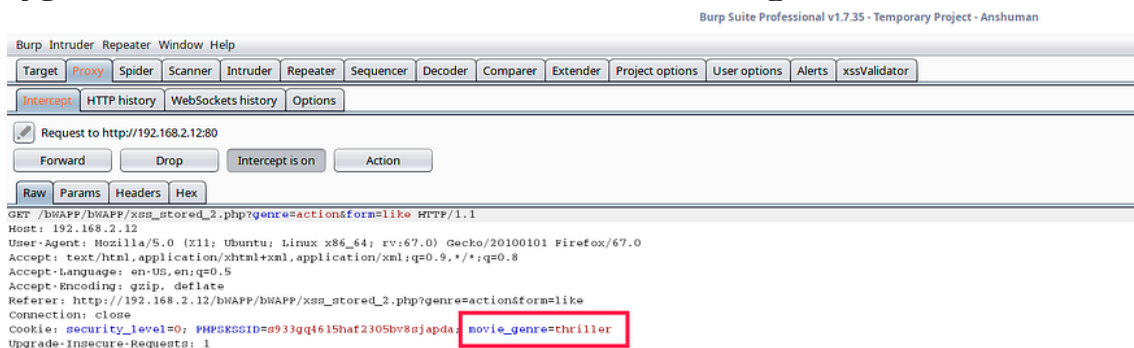 Burp Suite Professional v1.7.35 - Temporary Project - Anshuman
Burp Intruder Repeater Window Help
Target Proxy Spider Scanner Intruder Repeater Sequencer Decoder Comparer Extender Project options User options Alerts xssValidator
Intercept HTTP history WebSockets history Options
Request to http://192.168.2.12:80
Forward Drop Intercept is on Action
Raw Params Headers Hex
GET /bWAPP/bWAPP/xss_stored_2.php?genre=action&form=like HTTP/1.1
Host: 192.168.2.12
User-Agent: Mozilla/5.0 (X11; Ubuntu; Linux x86_64; rv:67.0) Gecko/20100101 Firefox/67.0
Accept: text/html,application/xhtml+xml,application/xml;q=0.9,*/*;q=0.8
Accept-Language: en-US,en;q=0.5
Accept-Encoding: gzip, deflate
Referer: http://192.168.2.12/bWAPP/bWAPP/xss_stored_2.php?genre=action&form=like
Connection: close
Cookie: security_level=0; PHPSESSID=s933gq4615haf2305bv8sjapda; movie_genre=thriller
Upgrade-Insecure-Requests: 1